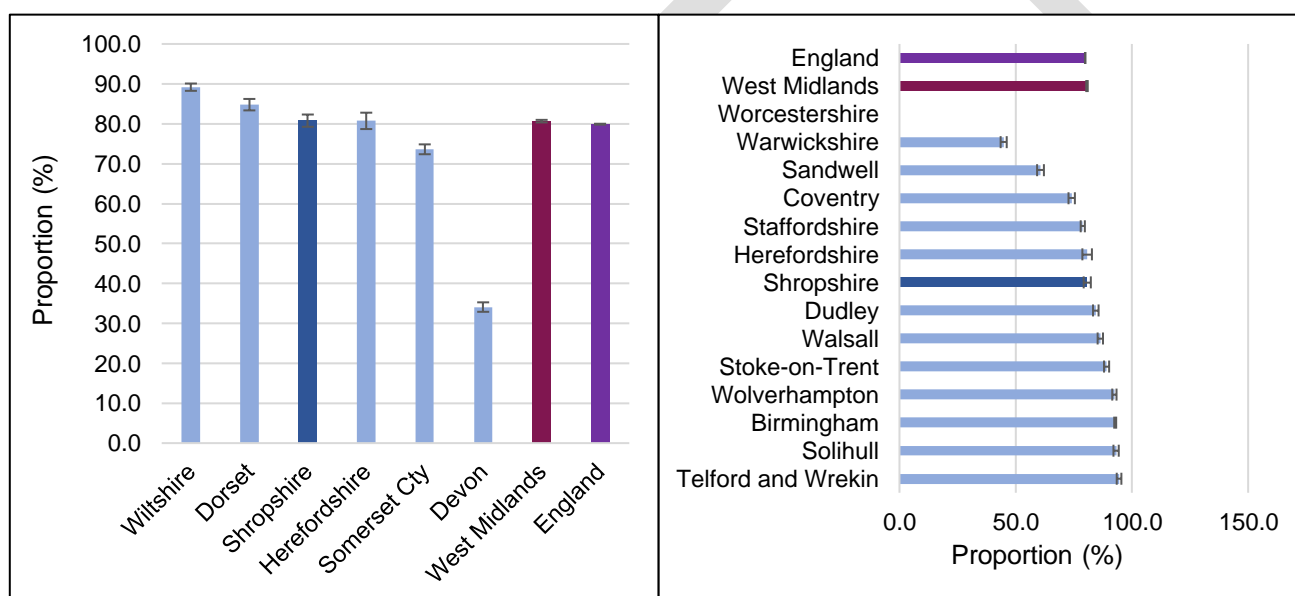 100.0
90.0
80.0
70.0
60.0
50.0
40.0
30.0
20.0
10.0
0.0
Proportion (%)
Wiltshire
Dorset
Shropshire
Herefordshire
Somerset Cty
Devon
West Midlands
England
England
West Midlands
Worcestershire
Warwickshire
Sandwell
Coventry
Staffordshire
Herefordshire
Shropshire
Dudley
Walsall
Stoke-on-Trent
Wolverhampton
Birmingham
Solihull
Telford and Wrekin
0.0 50.0 100.0 150.0
Proportion (%)